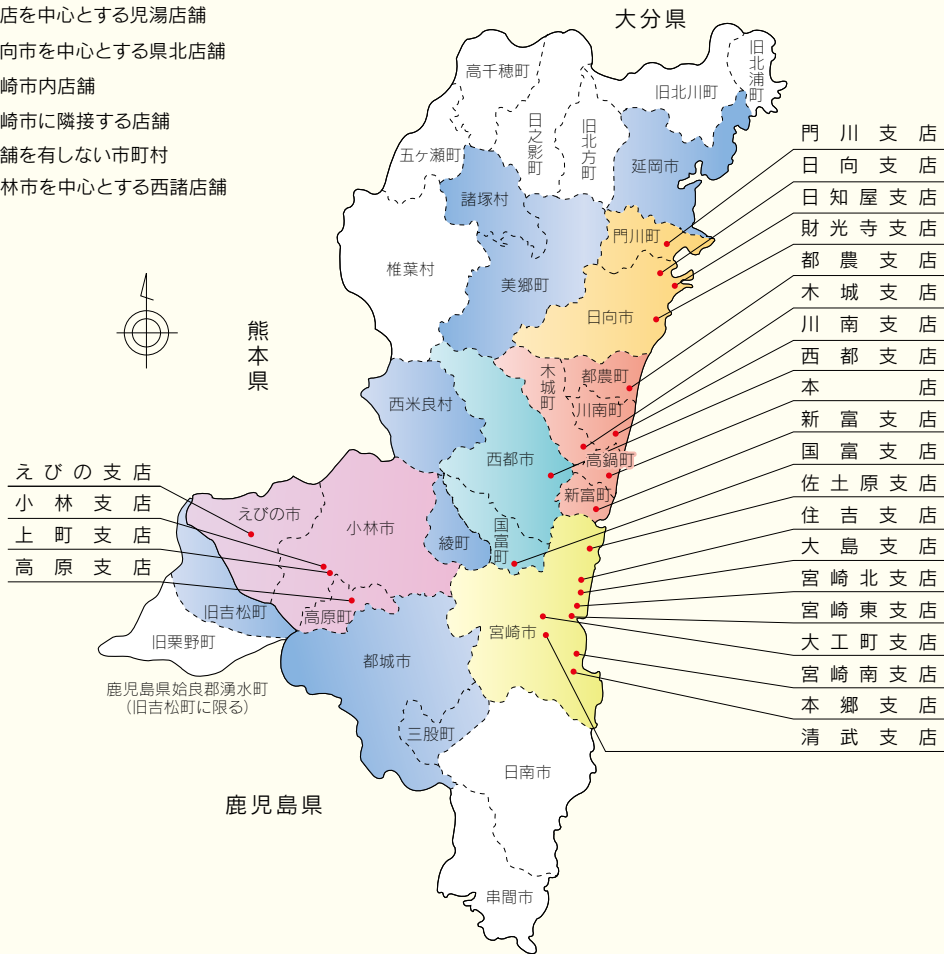 店を中心とする児湯店舗
向市を中心とする県北店舗
崎市内店舗
崎市に隣接する店舗
舗を有しない市町村
林市を中心とする西諸店舗
大分県
熊本県
鹿児島県
高千穂町
日之影町
旧北方町
旧北川町
旧北浦町
五ヶ瀬町
延岡市
諸塚村
門川町
椎葉村
美郷町
日向市
木城町
都農町
川南町
西米良村
西都市
高鍋町
新富町
えびの市
小林市
綾町
国富町
旧吉松町
高原町
宮崎市
旧栗野町
都城市
鹿児島県姶良郡湧水町
(旧吉松町に限る)
三股町
日南市
串間市
えびの支店
小林支店
上町支店
高原支店
門川支店
日向支店
日知屋支店
財光寺支店
都農支店
木城支店
川南支店
西都支店
本店
新富支店
国富支店
佐土原支店
住吉支店
大島支店
宮崎北支店
宮崎東支店
大工町支店
宮崎南支店
本郷支店
清武支店